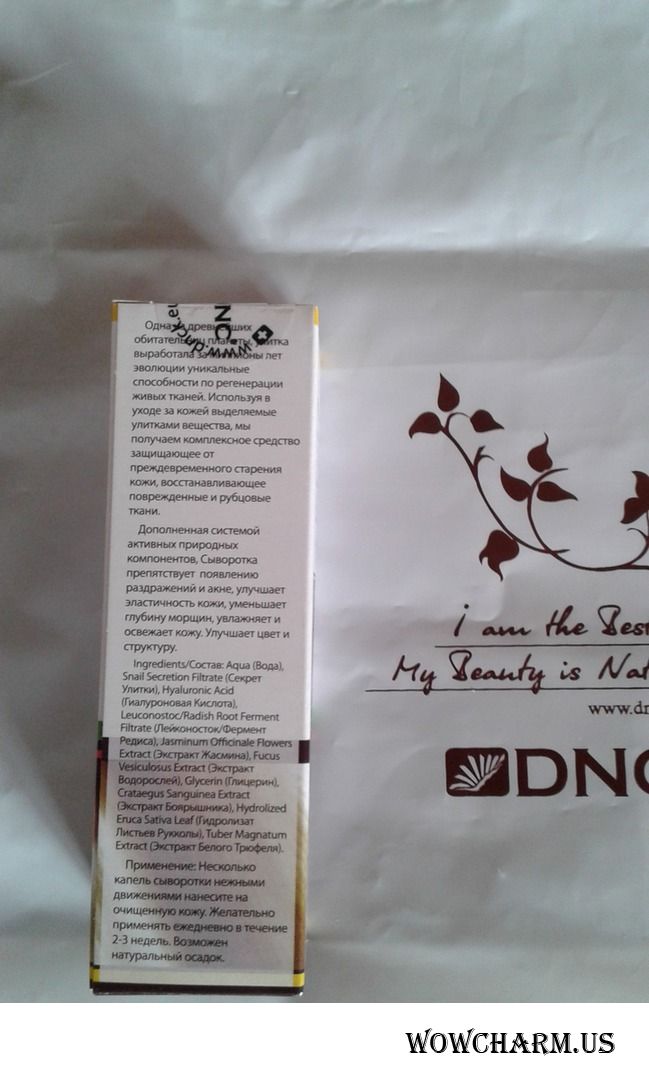 www.dnck.eu
DNC
Одна из древнейших
обитательниц планеты, улитка
выработала за миллионы лет
эволюции уникальные
способности по регенерации
живых тканей. Используя в
уходе за кожей выделяемые
улитками вещества, мы
получаем комплексное средство
защищающее от
преждевременного старения
кожи, восстанавливающее
поврежденные и рубцовые
ткани.
Дополненная системой
активных природных
компонентов, Сыворотка
препятствует появлению
раздражений и акне, улучшает
эластичность кожи, уменьшает
глубину морщин, увлажняет и
освежает кожу. Улучшает цвет и
структуру.
Ingredients/Состав: Aqua (Вода),
Snail Secretion Filtrate (Секрет
Улитки), Hyaluronic Acid
(Гиалуроновая Кислота),
Leuconostoc/Radish Root Ferment
Filtrate (Лейконосток/Фермент
Редиса), Jasminum Officinale Flowers
Extract (Экстракт Жасмина), Fucus
Vesiculosus Extract (Экстракт
Водорослей), Glycerin (Глицерин),
Crataegus Sanguinea Extract
(Экстракт Боярышника), Hydrolized
Eruca Sativa Leaf (Гидролизат
Листьев Рукколы), Tuber Magnatum
Extract (Экстракт Белого Трюфеля).
Применение: Несколько
капель сыворотки нежными
движениями нанесите на
очищенную кожу. Желательно
применять ежедневно в течение
2-3 недель. Возможен
натуральный осадок.
i am the Best
My Beauty is Nat
www.dn
DNC
WOWCHARM.US